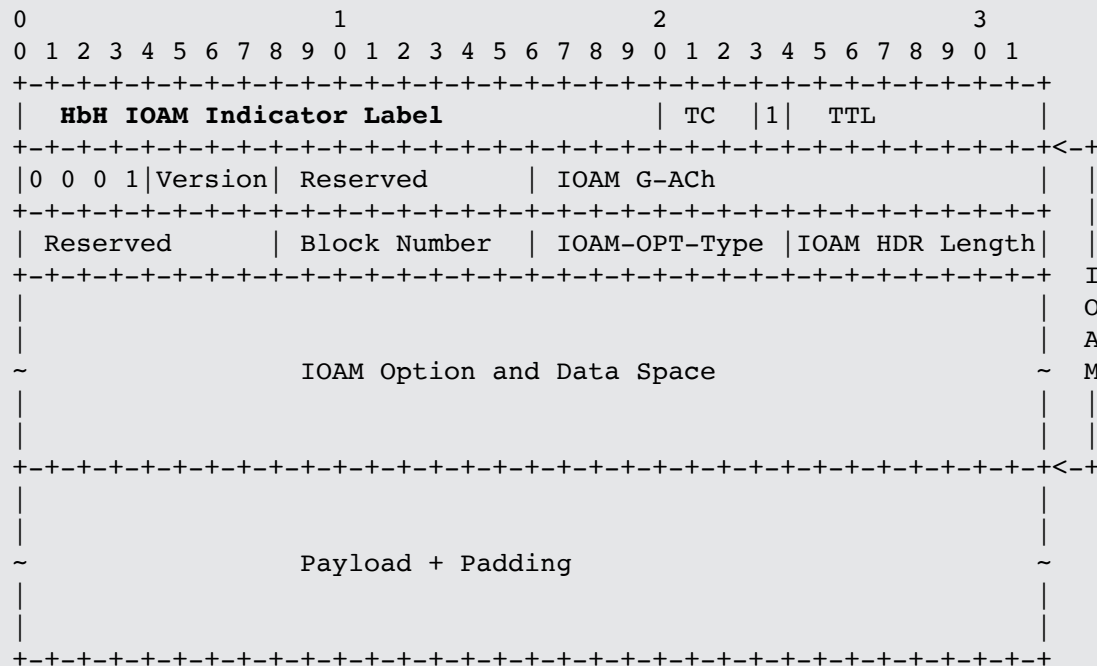 0                   1                   2                   3
0 1 2 3 4 5 6 7 8 9 0 1 2 3 4 5 6 7 8 9 0 1 2 3 4 5 6 7 8 9 0 1
+-+-+-+-+-+-+-+-+-+-+-+-+-+-+-+-+-+-+-+-+-+-+-+-+-+-+-+-+-+-+-+-+
|  HbH IOAM Indicator Label             | TC  |1|  TTL          |
+-+-+-+-+-+-+-+-+-+-+-+-+-+-+-+-+-+-+-+-+-+-+-+-+-+-+-+-+-+-+-+-+<-+
|0 0 0 1|Version| Reserved      | IOAM G-ACh                    |  |
+-+-+-+-+-+-+-+-+-+-+-+-+-+-+-+-+-+-+-+-+-+-+-+-+-+-+-+-+-+-+-+-+  |
| Reserved      | Block Number  | IOAM-OPT-Type |IOAM HDR Length|  |
+-+-+-+-+-+-+-+-+-+-+-+-+-+-+-+-+-+-+-+-+-+-+-+-+-+-+-+-+-+-+-+-+  I
|                                                               |  O
|                                                               |  A
~                 IOAM Option and Data Space                    ~  M
|                                                               |  |
|                                                               |  |
+-+-+-+-+-+-+-+-+-+-+-+-+-+-+-+-+-+-+-+-+-+-+-+-+-+-+-+-+-+-+-+-+<-+
|                                                               |
|                                                               |
~                 Payload + Padding                             ~
|                                                               |
|                                                               |
+-+-+-+-+-+-+-+-+-+-+-+-+-+-+-+-+-+-+-+-+-+-+-+-+-+-+-+-+-+-+-+-+